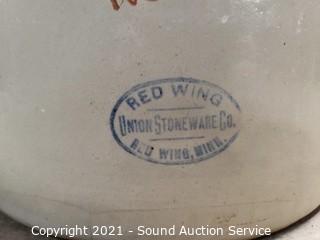 RED WING
UNION STONEWARE CO.
RED WING, MINN.
Copyright 2021 - Sound Auction Service